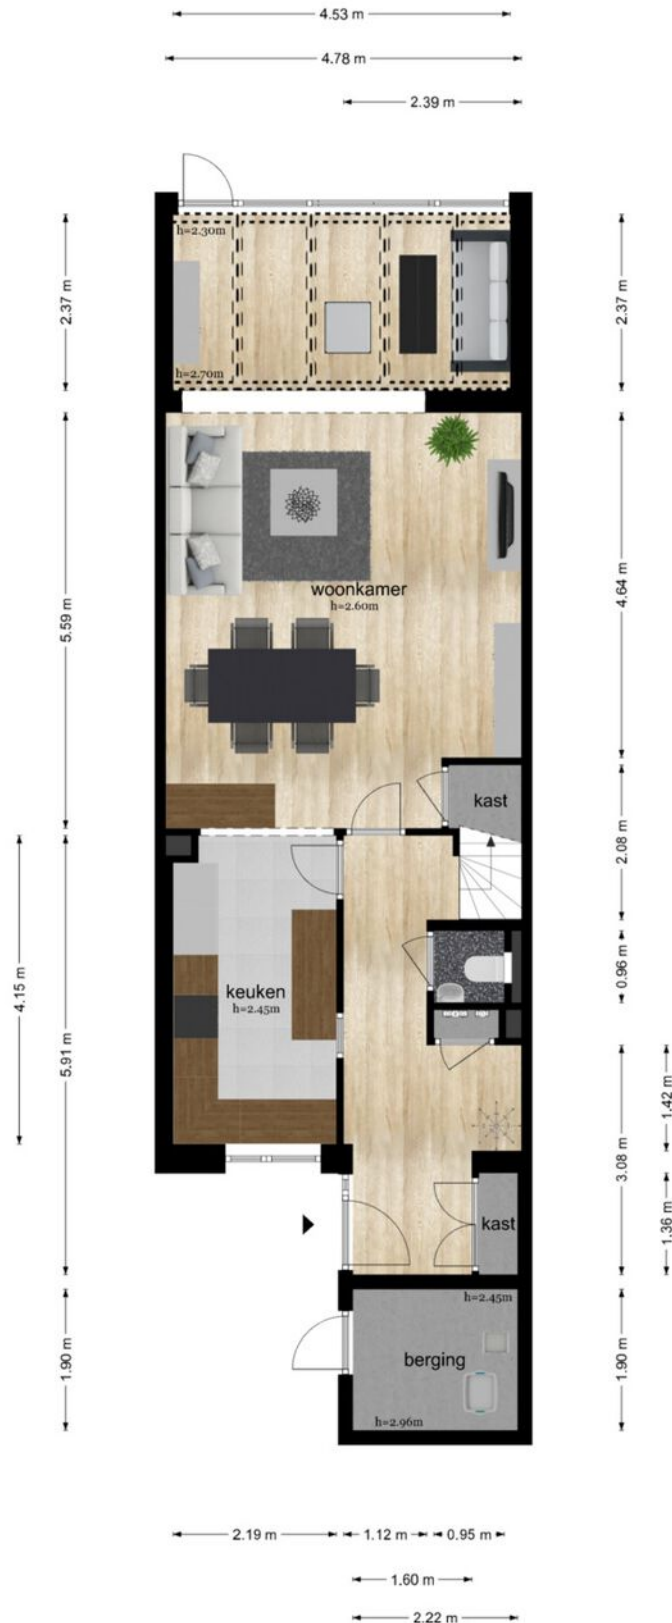 4.53 m
4.78 m
2.39 m
h=2.30m
2.37 m
2.37 m
h=2.70m
woonkamer
h=2.60m
5.59 m
4.64 m
kast
2.08 m
keuken
h=2.45m
4.15 m
5.91 m
0.96 m
1.42 m
3.08 m
kast
1.36 m
h=2.45m
berging
1.90 m
1.90 m
h=2.96m
2.19 m
1.12 m
0.95 m
1.60 m
2.22 m